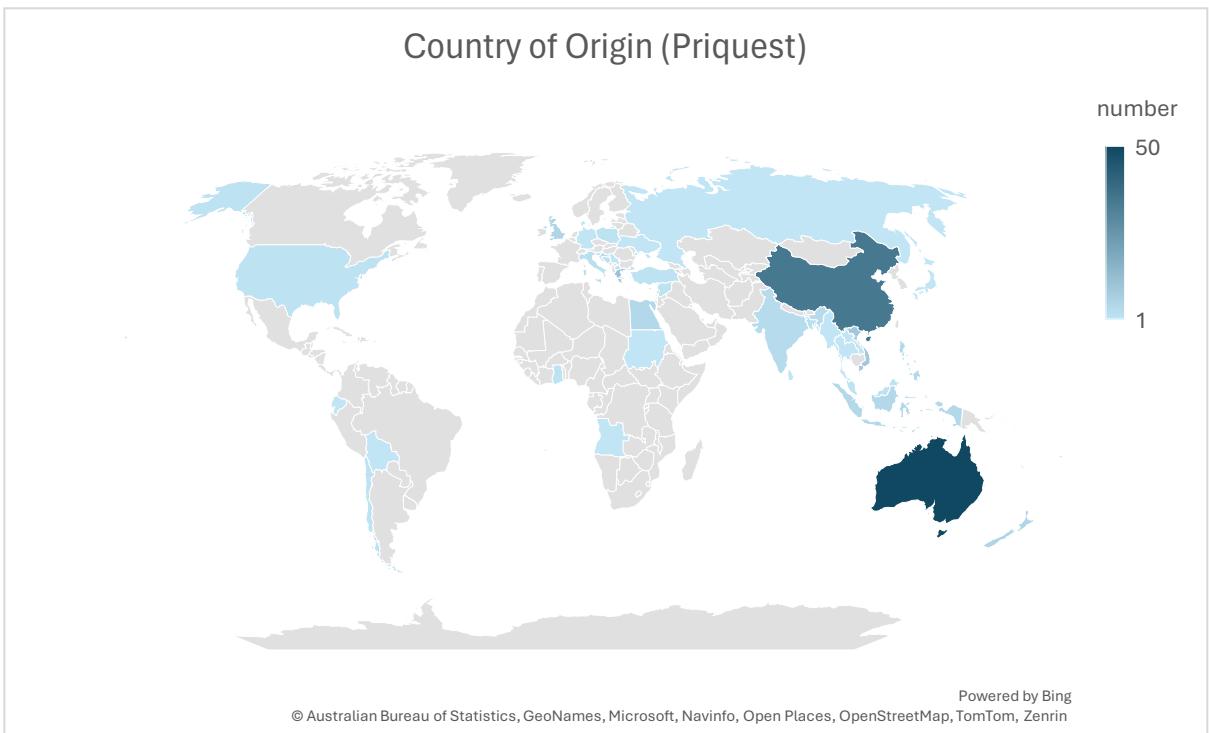 Country of Origin (Priquest)
number
50
1
Powered by Bing
© Australian Bureau of Statistics, GeoNames, Microsoft, Navinfo, Open Places, OpenStreetMap, TomTom, Zenrin